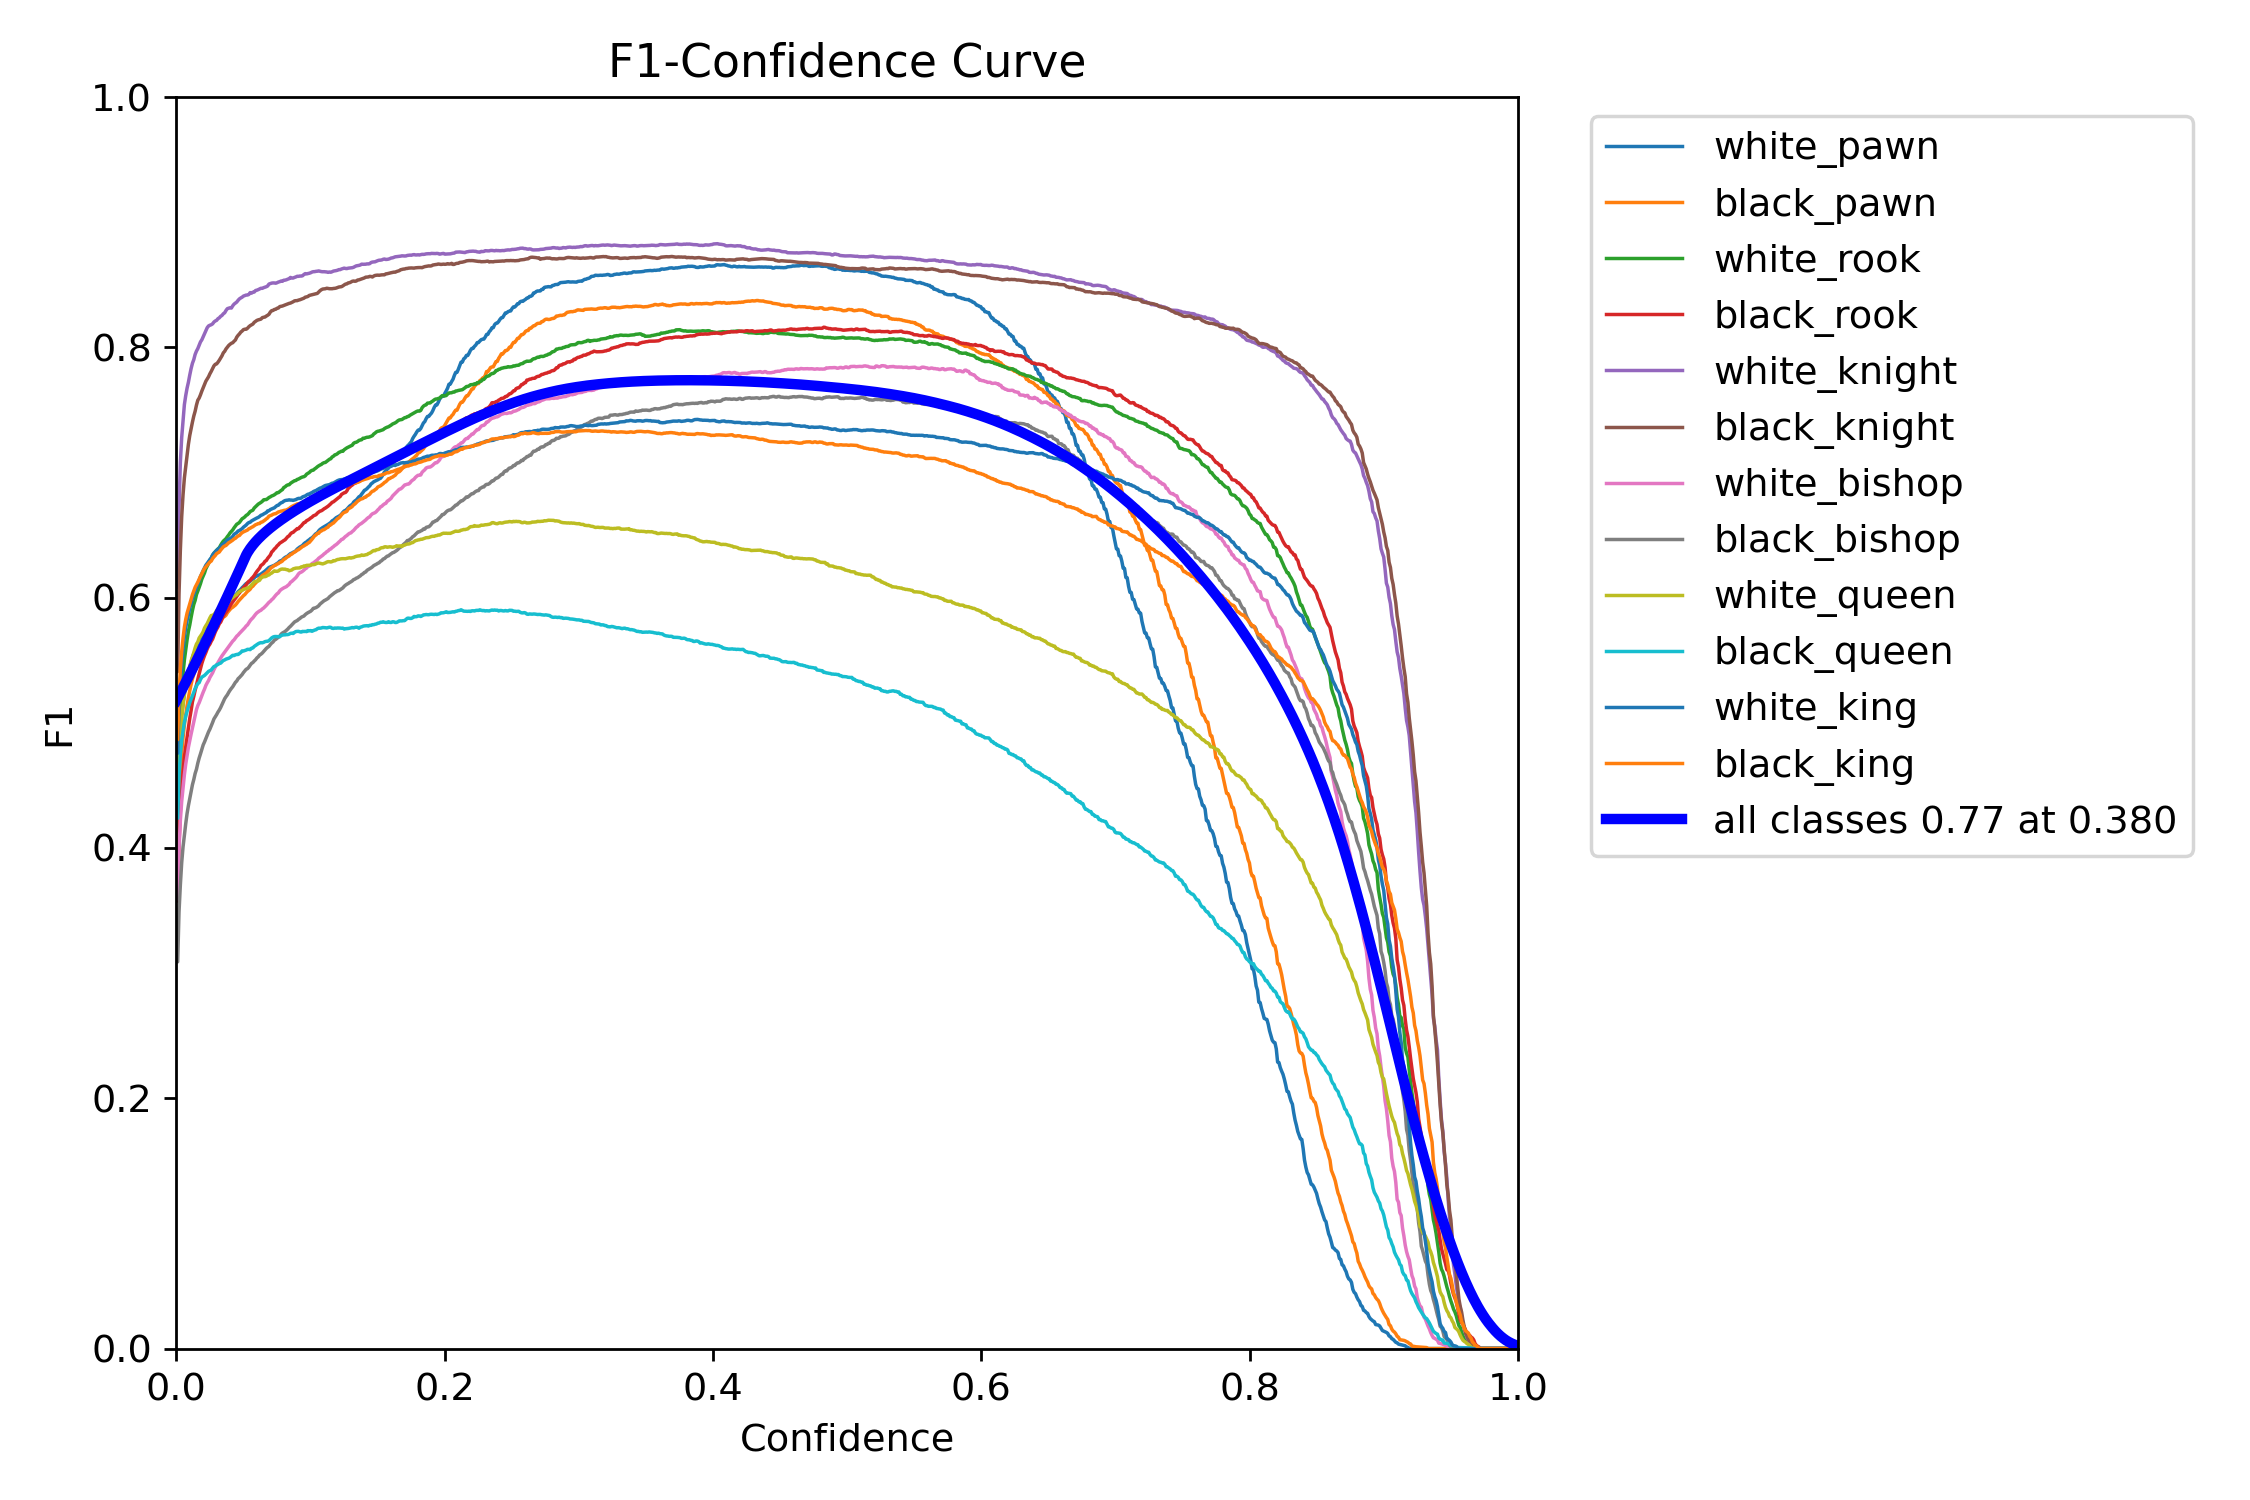 F1-Confidence Curve
1.0
0.8
0.6
0.4
0.2
0.0
F1
0.0 0.2 0.4 0.6 0.8 1.0
Confidence
white_pawn
black_pawn
white_rook
black_rook
white_knight
black_knight
white_bishop
black_bishop
white_queen
black_queen
white_king
black_king
all classes 0.77 at 0.380